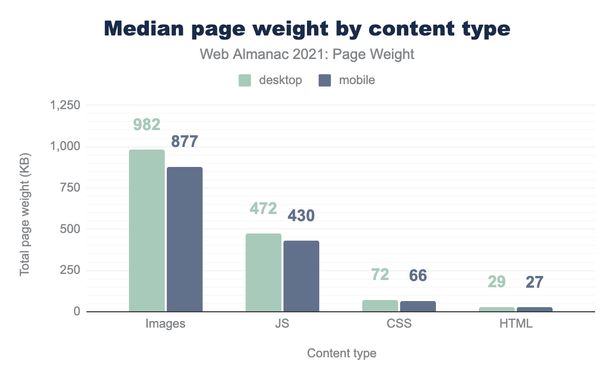 Median page weight by content type
Web Almanac 2021: Page Weight
desktop mobile
Total page weight (KB)
1,250
1,000
750
500
250
0
982 877
472 430
72 66
29 27
Images JS CSS HTML
Content type